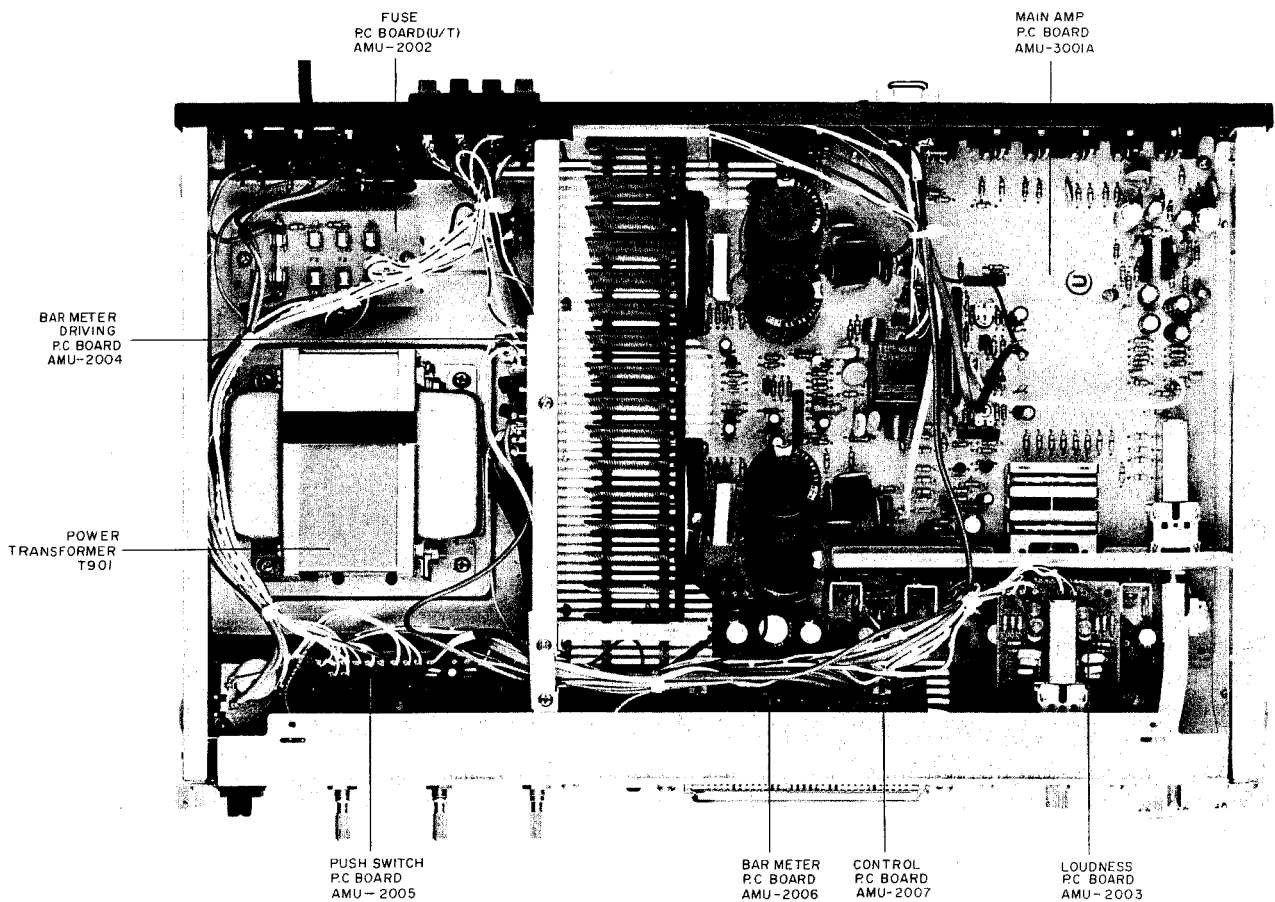 FUSE
P.C BOARD(U/T)
AMU-2002
MAIN AMP
P.C BOARD
AMU-3001A
BAR METER
DRIVING
P.C BOARD
AMU-2004
POWER
TRANSFORMER
T901
PUSH SWITCH
P.C BOARD
AMU-2005
BAR METER
P.C BOARD
AMU-2006
CONTROL
P.C BOARD
AMU-2007
LOUDNESS
P.C BOARD
AMU-2003